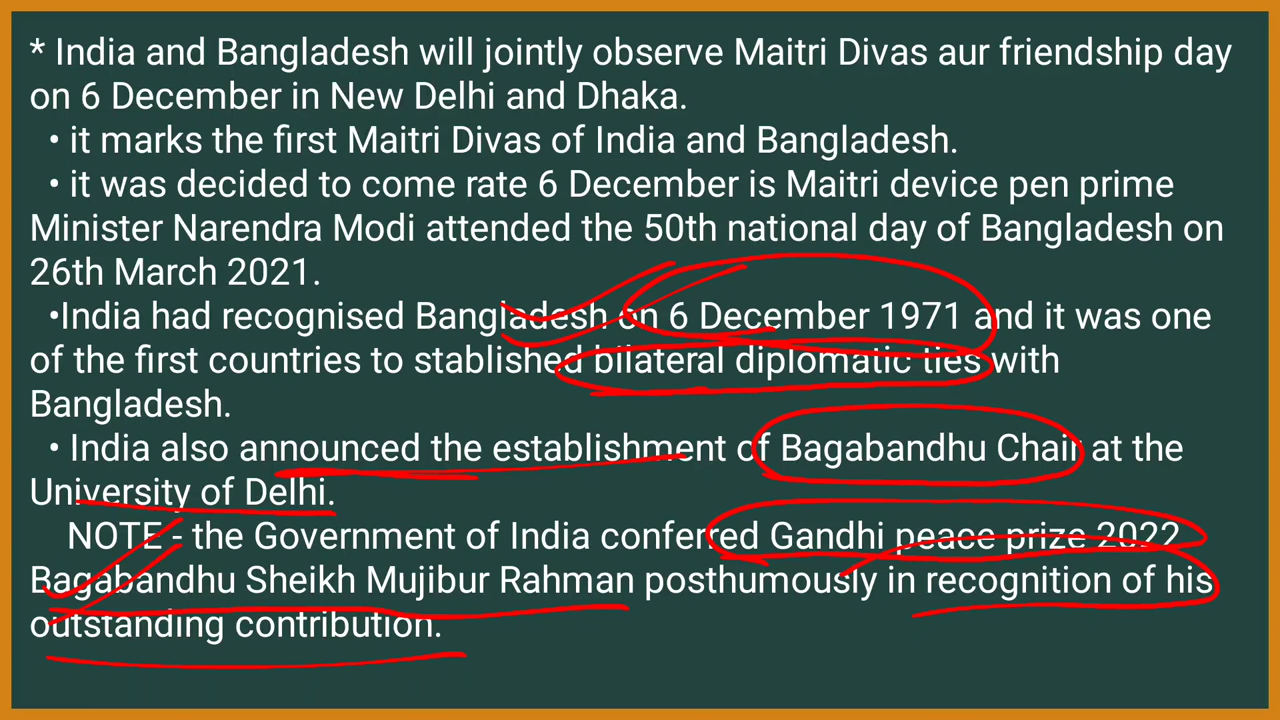 * India and Bangladesh will jointly observe Maitri Divas aur friendship day
on 6 December in New Delhi and Dhaka.
• it marks the first Maitri Divas of India and Bangladesh.
• it was decided to come rate 6 December is Maitri device pen prime
Minister Narendra Modi attended the 50th national day of Bangladesh on
26th March 2021.
•India had recognised Bangladesh on 6 December 1971 and it was one
of the first countries to stablished bilateral diplomatic ties with
Bangladesh.
• India also announced the establishment of Bagabandhu Chair at the
University of Delhi.
NOTE - the Government of India conferred Gandhi peace prize 2022
Bagabandhu Sheikh Mujibur Rahman posthumously in recognition of his
outstanding contribution.